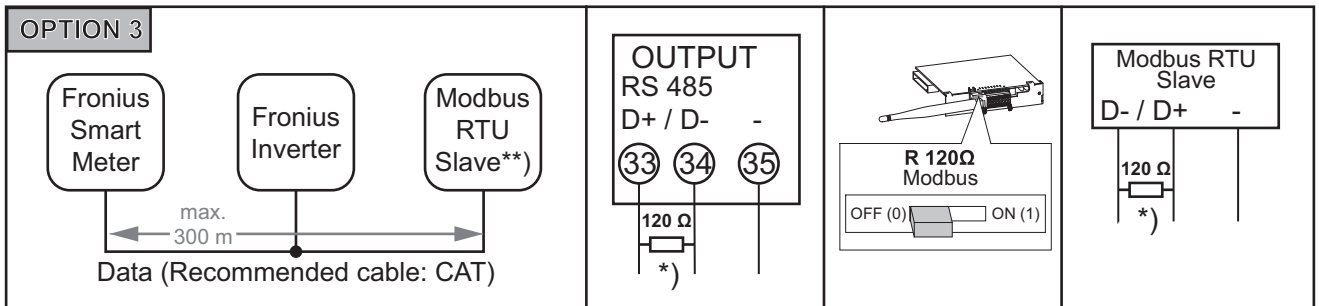 OPTION 3
Fronius
Smart
Meter
Fronius
Inverter
Modbus
RTU
Slave**)
max.
300 m
Data (Recommended cable: CAT)
OUTPUT
RS 485
D+ / D- -
33 34 35
120 Ω
*)
R 120Ω
Modbus
OFF (0) ON (1)
Modbus RTU
Slave
D- / D+ -
120 Ω
*)